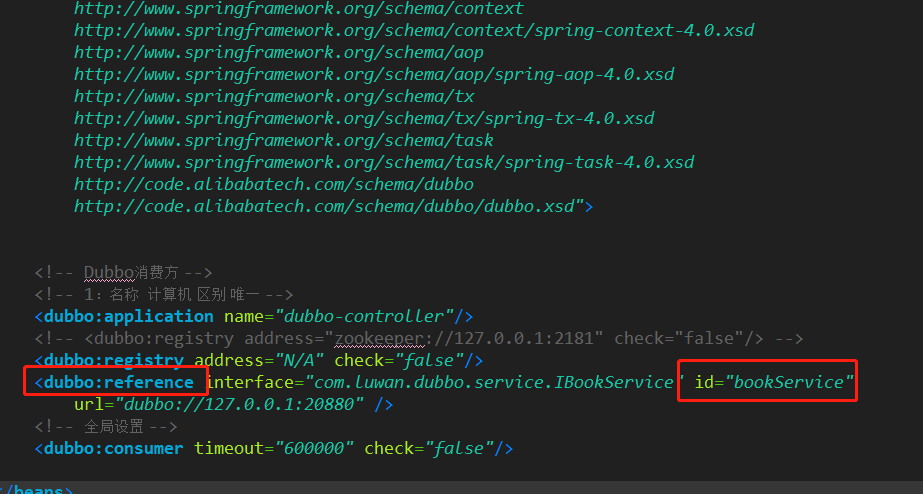 http://www.springframework.org/schema/context
http://www.springframework.org/schema/context/spring-context-4.0.xsd
http://www.springframework.org/schema/aop
http://www.springframework.org/schema/aop/spring-aop-4.0.xsd
http://www.springframework.org/schema/tx
http://www.springframework.org/schema/tx/spring-tx-4.0.xsd
http://www.springframework.org/schema/task
http://www.springframework.org/schema/task/spring-task-4.0.xsd
http://code.alibabatech.com/schema/dubbo
http://code.alibabatech.com/schema/dubbo/dubbo.xsd">
<!-- Dubbo消费方 -->
<!-- 1：名称 计算机 区别 唯一 -->
<dubbo:application name="dubbo-controller"/>
<!-- <dubbo:registry address="zookeeper://127.0.0.1:2181" check="false"/> -->
<dubbo:registry address="N/A" check="false"/>
<dubbo:reference interface="com.luwan.dubbo.service.IBookService" id="bookService"
url="dubbo://127.0.0.1:20880" />
<!-- 全局设置 -->
<dubbo:consumer timeout="600000" check="false"/>
</beans>